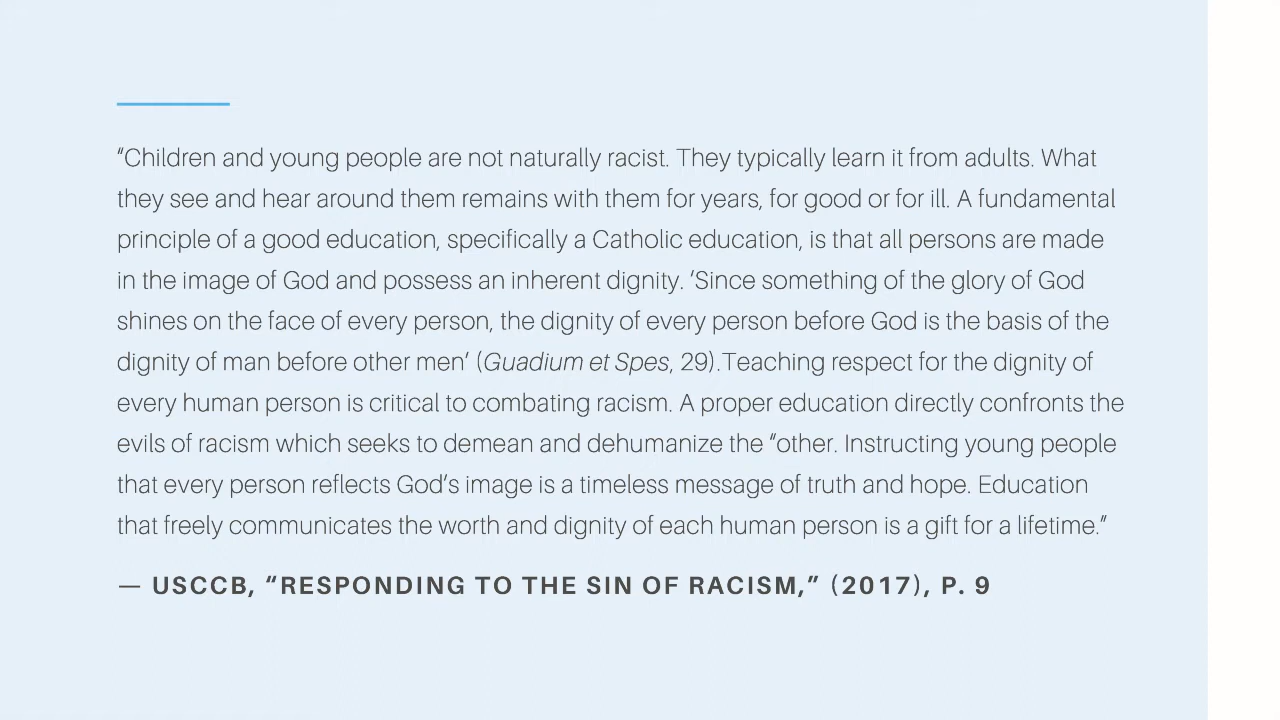 “Children and young people are not naturally racist. They typically learn it from adults. What
they see and hear around them remains with them for years, for good or for ill. A fundamental
principle of a good education, specifically a Catholic education, is that all persons are made
in the image of God and possess an inherent dignity. ‘Since something of the glory of God
shines on the face of every person, the dignity of every person before God is the basis of the
dignity of man before other men’ (Guadium et Spes, 29).Teaching respect for the dignity of
every human person is critical to combating racism. A proper education directly confronts the
evils of racism which seeks to demean and dehumanize the “other. Instructing young people
that every person reflects God’s image is a timeless message of truth and hope. Education
that freely communicates the worth and dignity of each human person is a gift for a lifetime.”
— USCCB, “RESPONDING TO THE SIN OF RACISM,” (2017), P. 9